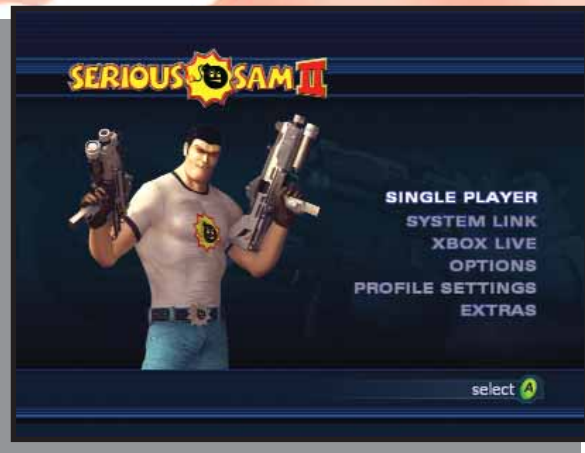 SERIOUS SAM II
SINGLE PLAYER
SYSTEM LINK
XBOX LIVE
OPTIONS
PROFILE SETTINGS
EXTRAS
select A